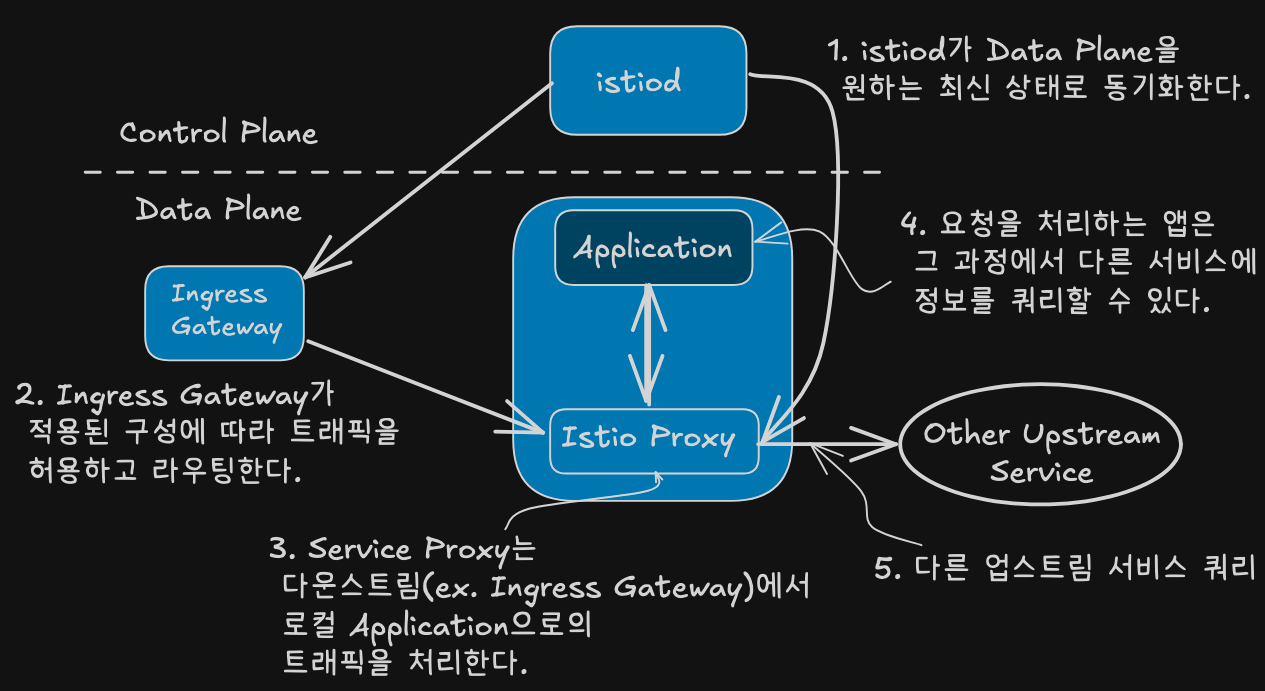 istiod
1. istiod가 Data Plane을
원하는 최신 상태로 동기화한다.
Control Plane
Data Plane
Application
4. 요청을 처리하는 앱은
그 과정에서 다른 서비스에
정보를 쿼리할 수 있다.
Ingress
Gateway
2. Ingress Gateway가
적용된 구성에 따라 트래픽을
허용하고 라우팅한다.
Istio Proxy
Other Upstream
Service
3. Service Proxy는
다운스트림(ex. Ingress Gateway)에서
로컬 Application으로의
트래픽을 처리한다.
5. 다른 업스트림 서비스 쿼리